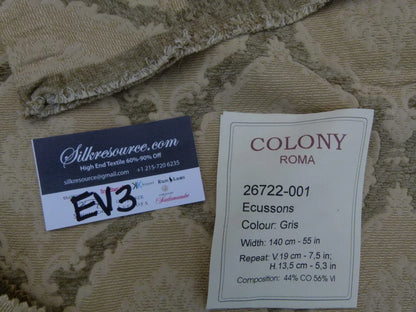 Silkresource.com
High End Textile 60%-90% Off
+1 215-720 6235
silkresource@gmail.com
EV3
COLONY
ROMA
26722-001
Ecussons
Colour: Gris
Width: 140 cm - 55 in
Repeat: V.19 cm - 7,5 in;
H.13,5 cm - 5,3 in
Composition: 44% CO 56% VI